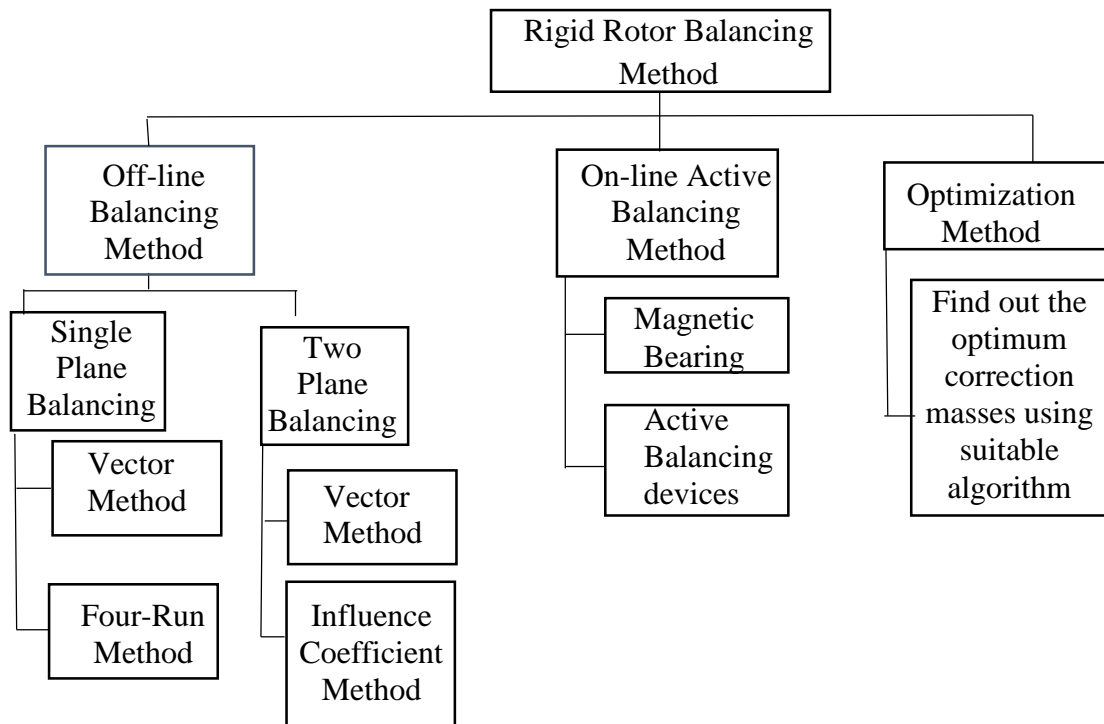 Rigid Rotor Balancing
Method
Off-line
Balancing
Method
On-line Active
Balancing
Method
Optimization
Method
Single
Plane
Balancing
Two
Plane
Balancing
Magnetic
Bearing
Find out the
optimum
correction
masses using
suitable
algorithm
Vector
Method
Vector
Method
Active
Balancing
devices
Four-Run
Method
Influence
Coefficient
Method